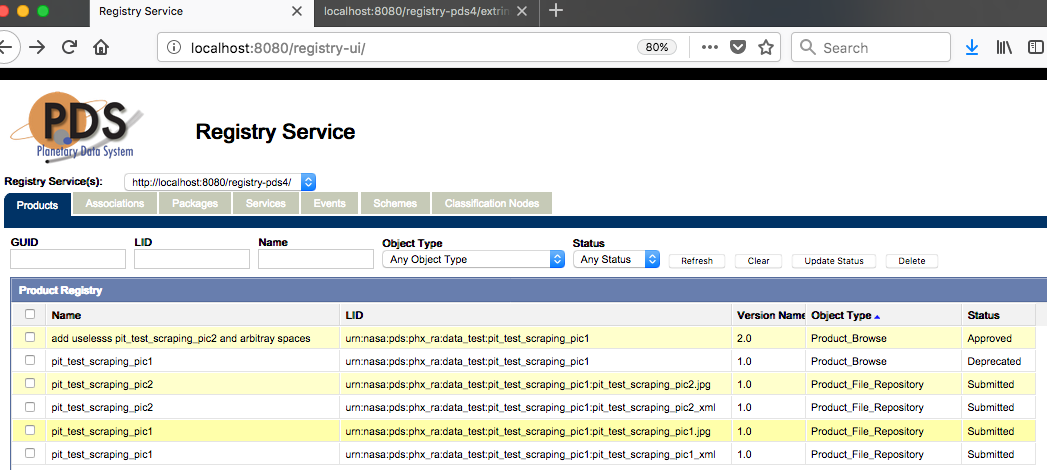 Registry Service
localhost:8080/registry-pds4/extrin
localhost:8080/registry-ui/
80%
Search
PDS
Planetary Data System
Registry Service
Registry Service(s): http://localhost:8080/registry-pds4/
Products Associations Packages Services Events Schemes Classification Nodes
GUID LID Name Object Type Status
Any Object Type Any Status Refresh Clear Update Status Delete
Product Registry
Name LID Version Name Object Type Status
add uselesss pit_test_scraping_pic2 and arbitray spaces urn:nasa:pds:phx_ra:data_test:pit_test_scraping_pic1 2.0 Product_Browse Approved
pit_test_scraping_pic1 urn:nasa:pds:phx_ra:data_test:pit_test_scraping_pic1 1.0 Product_Browse Deprecated
pit_test_scraping_pic2 urn:nasa:pds:phx_ra:data_test:pit_test_scraping_pic1:pit_test_scraping_pic2.jpg 1.0 Product_File_Repository Submitted
pit_test_scraping_pic2 urn:nasa:pds:phx_ra:data_test:pit_test_scraping_pic1:pit_test_scraping_pic2_xml 1.0 Product_File_Repository Submitted
pit_test_scraping_pic1 urn:nasa:pds:phx_ra:data_test:pit_test_scraping_pic1:pit_test_scraping_pic1.jpg 1.0 Product_File_Repository Submitted
pit_test_scraping_pic1 urn:nasa:pds:phx_ra:data_test:pit_test_scraping_pic1:pit_test_scraping_pic1_xml 1.0 Product_File_Repository Submitted